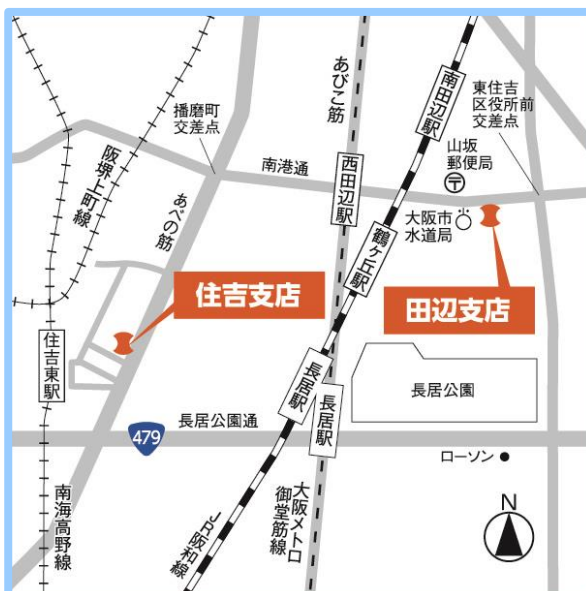 播磨町
交差点
阪堺上町線
あべの筋
南港通
あびこ筋
西田辺駅
南田辺駅
東住吉
区役所前
交差点
山坂
郵便局
〒
大阪市
水道局
鶴ヶ丘駅
住吉支店
田辺支店
住吉東駅
長居駅
長居駅
長居公園
479
長居公園通
ローソン
南海高野線
JR阪和線
大阪メトロ
御堂筋線
N